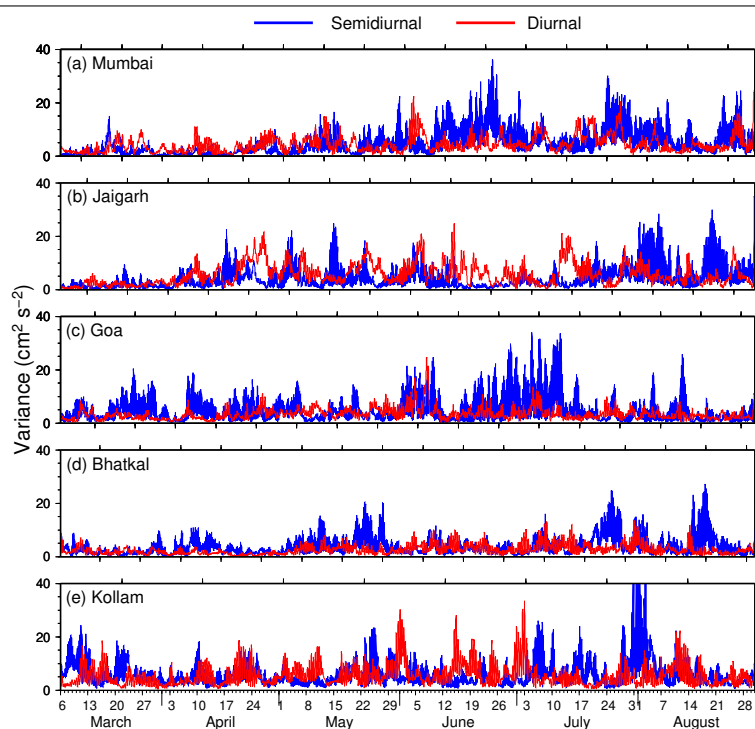 Semidiurnal Diurnal
Variance (cm² s⁻²)
(a) Mumbai
40
20
0
(b) Jaigarh
40
20
0
(c) Goa
40
20
0
(d) Bhatkal
40
20
0
(e) Kollam
40
20
0
6 13 20 27 3 10 17 24 1 8 15 22 29 5 12 19 26 3 10 17 24 31 7 14 21 28
March April May June July August